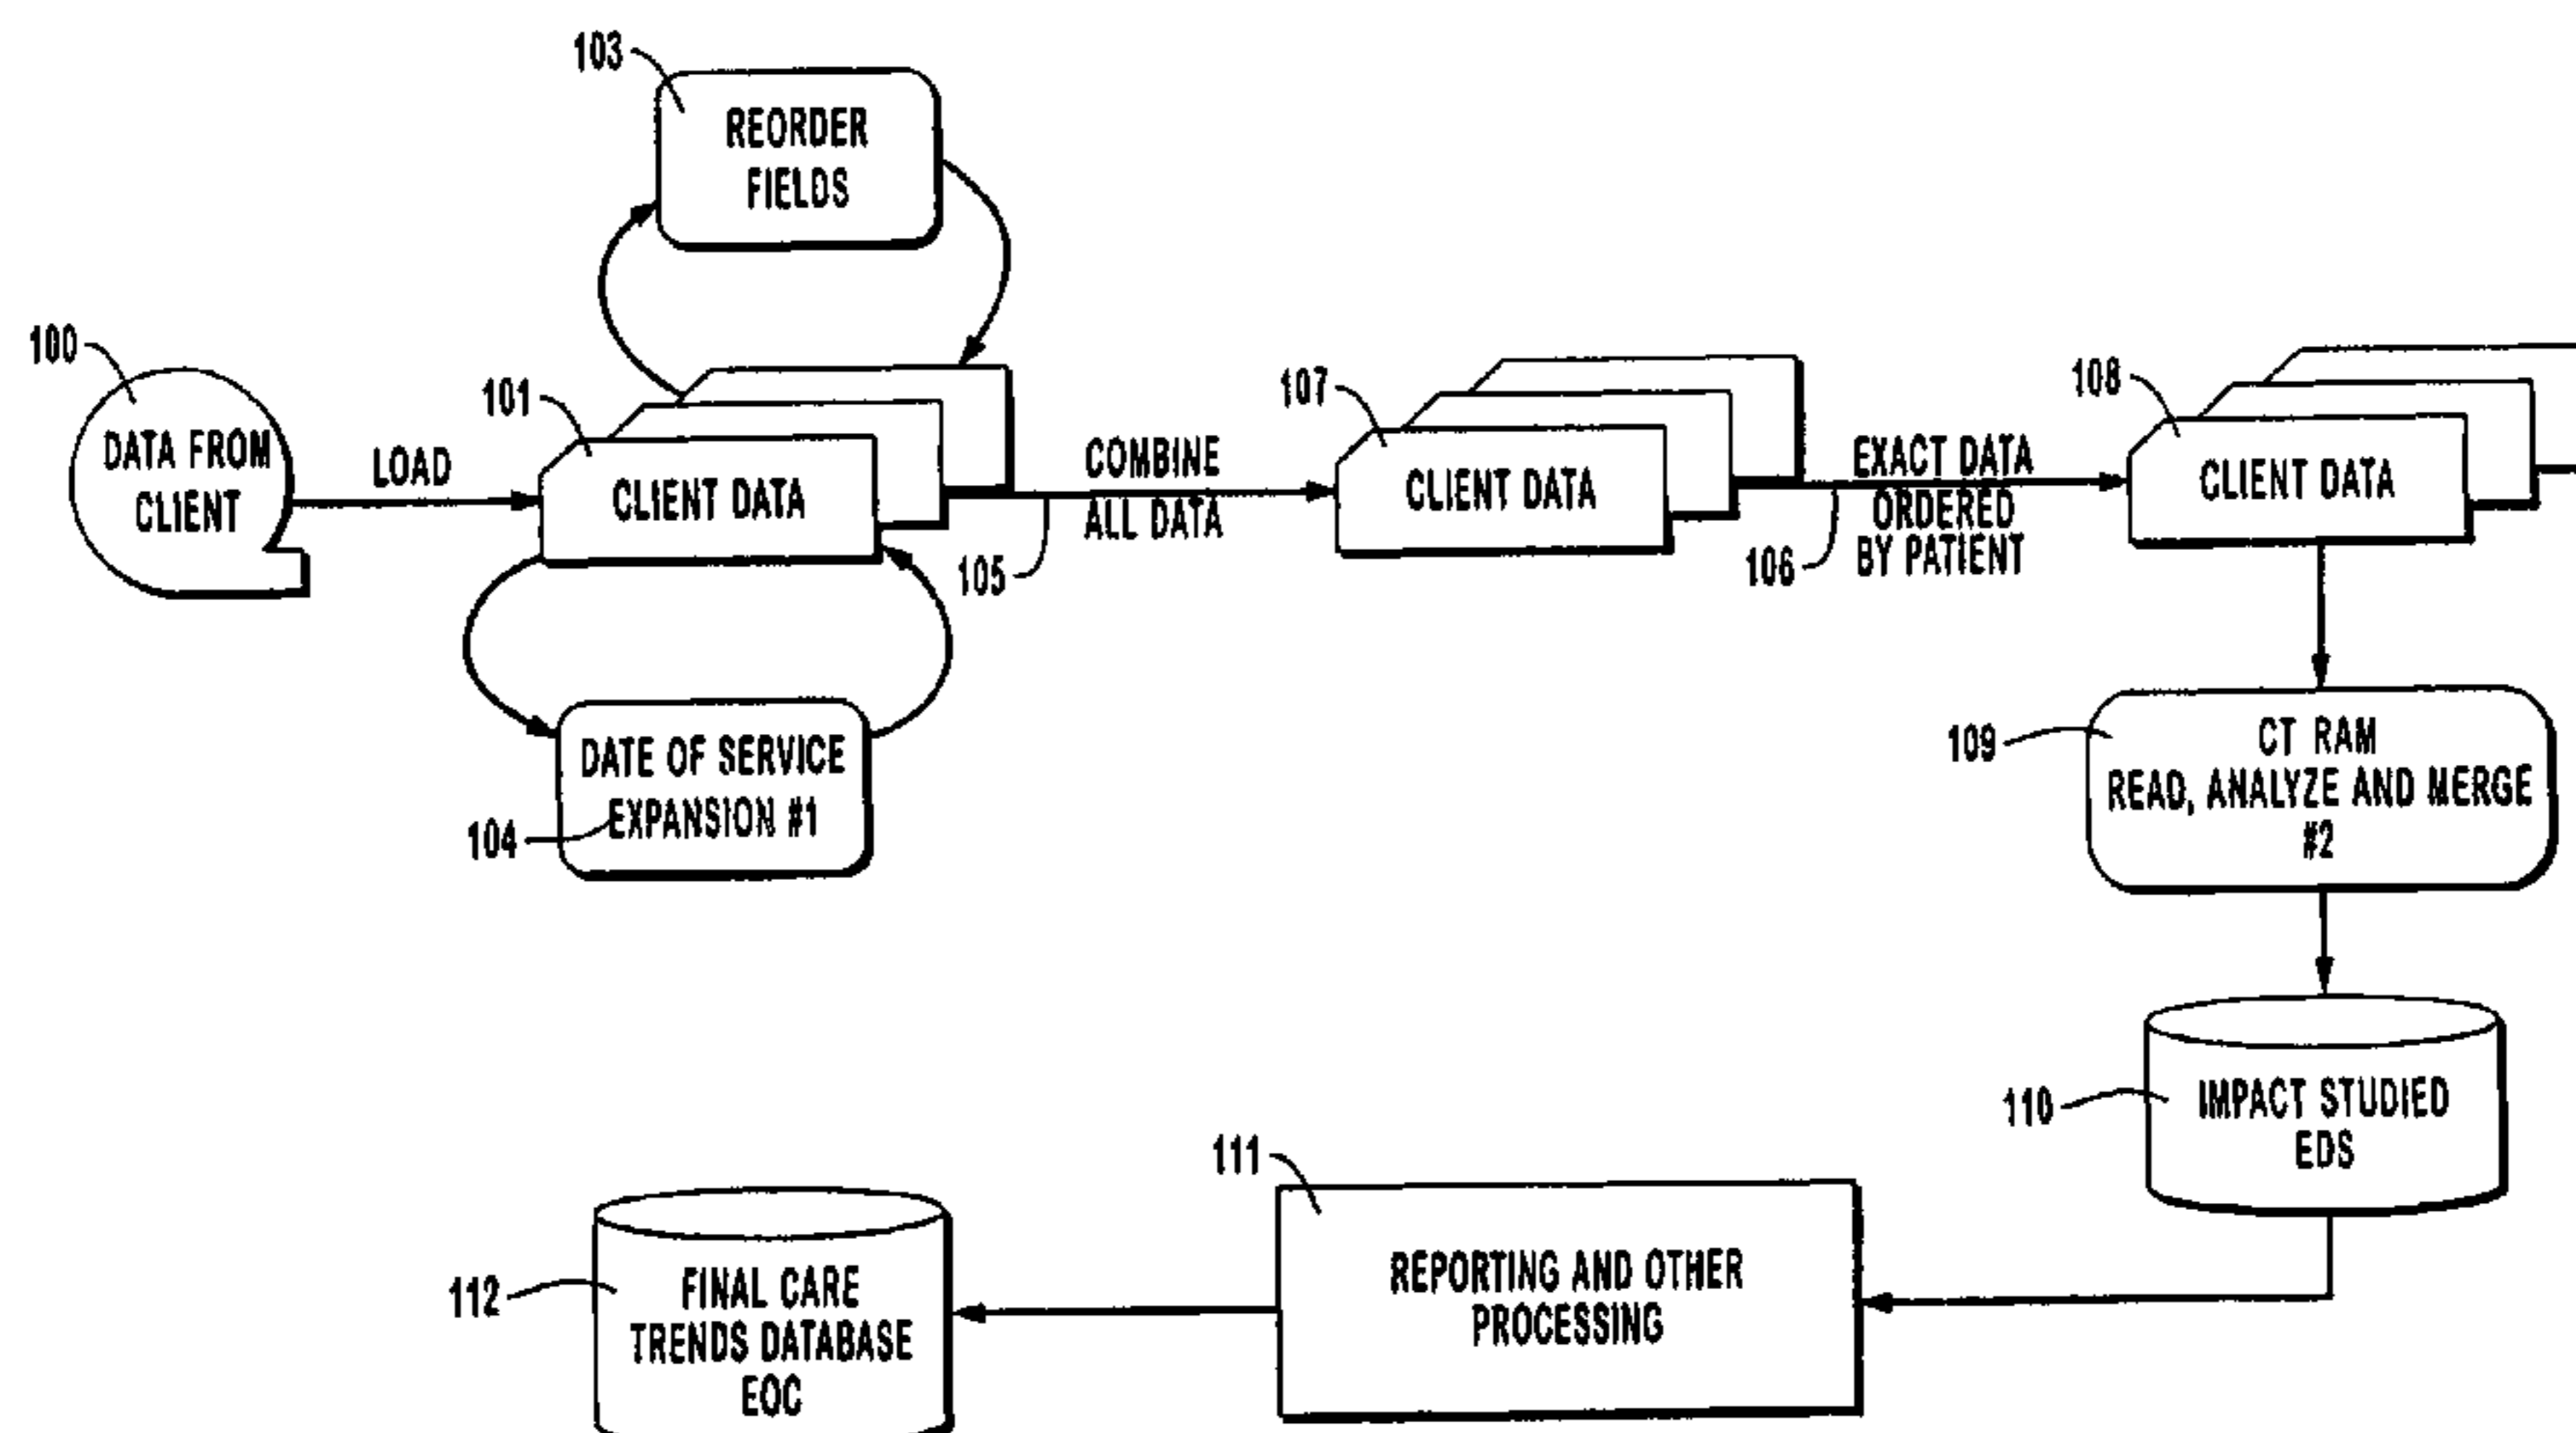 103
REORDER
FIELDS
100
DATA FROM
CLIENT
LOAD
101
CLIENT DATA
COMBINE
ALL DATA
105
107
CLIENT DATA
EXACT DATA
ORDERED
BY PATIENT
106
108
CLIENT DATA
DATE OF SERVICE
EXPANSION #1
104
109
CT RAM
READ, ANALYZE AND MERGE
#2
110
IMPACT STUDIED
EDS
111
REPORTING AND OTHER
PROCESSING
112
FINAL CARE
TRENDS DATABASE
EOC